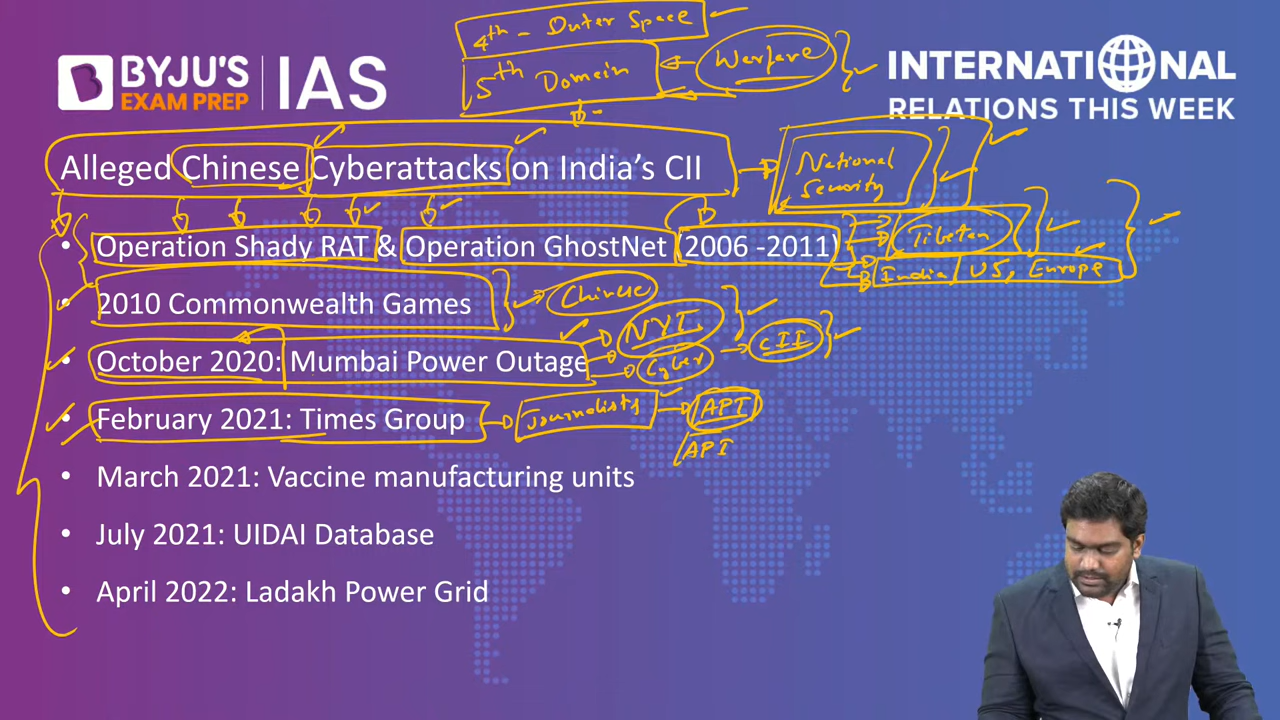 4th - Outer Space
5th Domain
Warfare
BYJU'S
EXAM PREP
IAS
INTERNATIONAL
RELATIONS THIS WEEK
Alleged Chinese Cyberattacks on India's CII
National
Security
• Operation Shady RAT & Operation GhostNet (2006 -2011)
Tibetan
India / US, Europe
• 2010 Commonwealth Games
Chinese
• October 2020: Mumbai Power Outage
NYT
Cyber
CII
• February 2021: Times Group
Journalists
API
API
• March 2021: Vaccine manufacturing units
• July 2021: UIDAI Database
• April 2022: Ladakh Power Grid